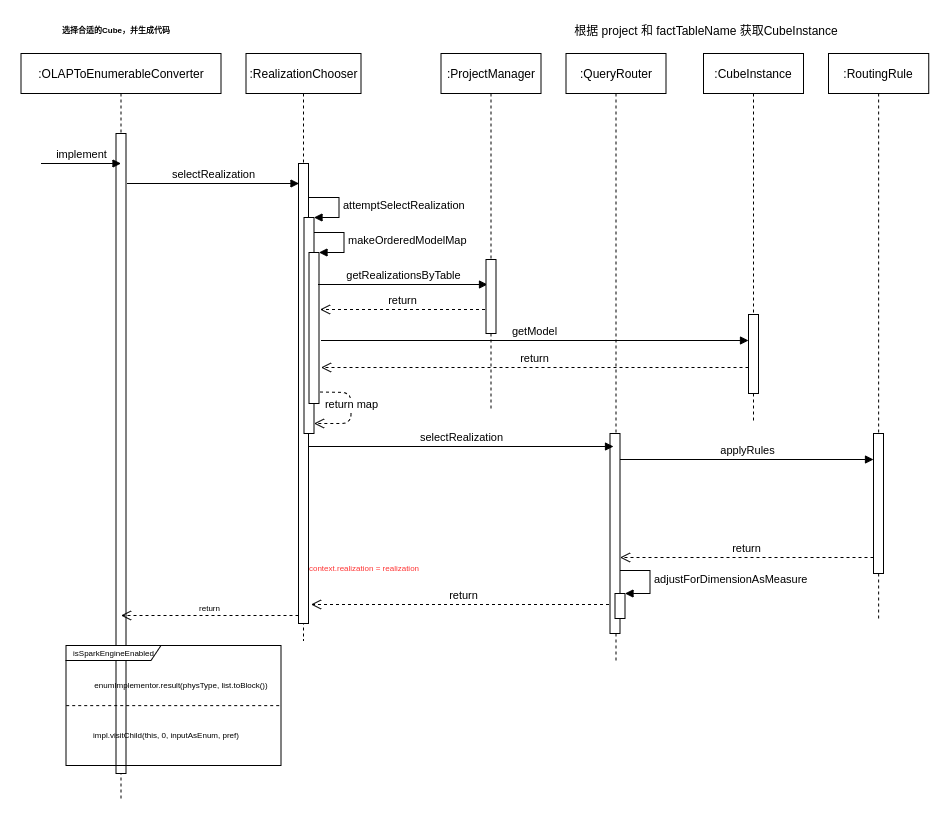 选择合适的Cube，并生成代码
根据 project 和 factTableName 获取CubeInstance
:OLAPToEnumerableConverter
:RealizationChooser
:ProjectManager
:QueryRouter
:CubeInstance
:RoutingRule
implement
selectRealization
attemptSelectRealization
makeOrderedModelMap
getRealizationsByTable
return
getModel
return
return map
selectRealization
applyRules
return
context.realization = realization
adjustForDimensionAsMeasure
return
return
isSparkEngineEnabled
enumImplementor.result(physType, list.toBlock())
impl.visitChild(this, 0, inputAsEnum, pref)